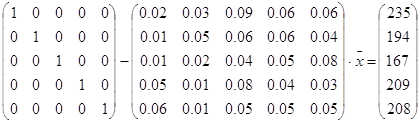 1 0 0 0 0 0.02 0.03 0.09 0.06 0.06 235
0 1 0 0 0 0.01 0.05 0.06 0.06 0.04 194
0 0 1 0 0 − 0.01 0.02 0.04 0.05 0.08 · x̄ = 167
0 0 0 1 0 0.05 0.01 0.08 0.04 0.03 209
0 0 0 0 1 0.06 0.01 0.05 0.05 0.05 208